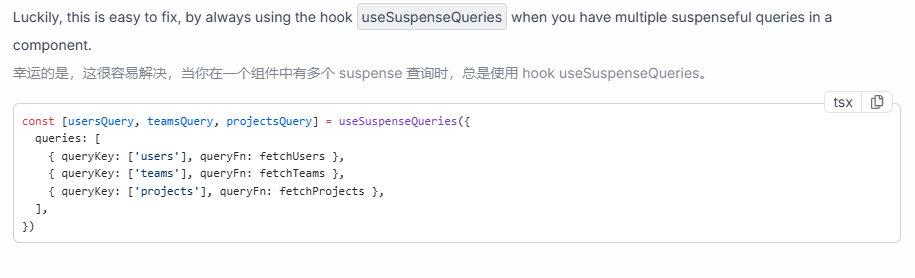 Luckily, this is easy to fix, by always using the hook useSuspenseQueries when you have multiple suspenseful queries in a
component.
幸运的是，这很容易解决，当你在一个组件中有多个 suspense 查询时，总是使用 hook useSuspenseQueries。
tsx
const [usersQuery, teamsQuery, projectsQuery] = useSuspenseQueries({
  queries: [
    { queryKey: ['users'], queryFn: fetchUsers },
    { queryKey: ['teams'], queryFn: fetchTeams },
    { queryKey: ['projects'], queryFn: fetchProjects },
  ],
})